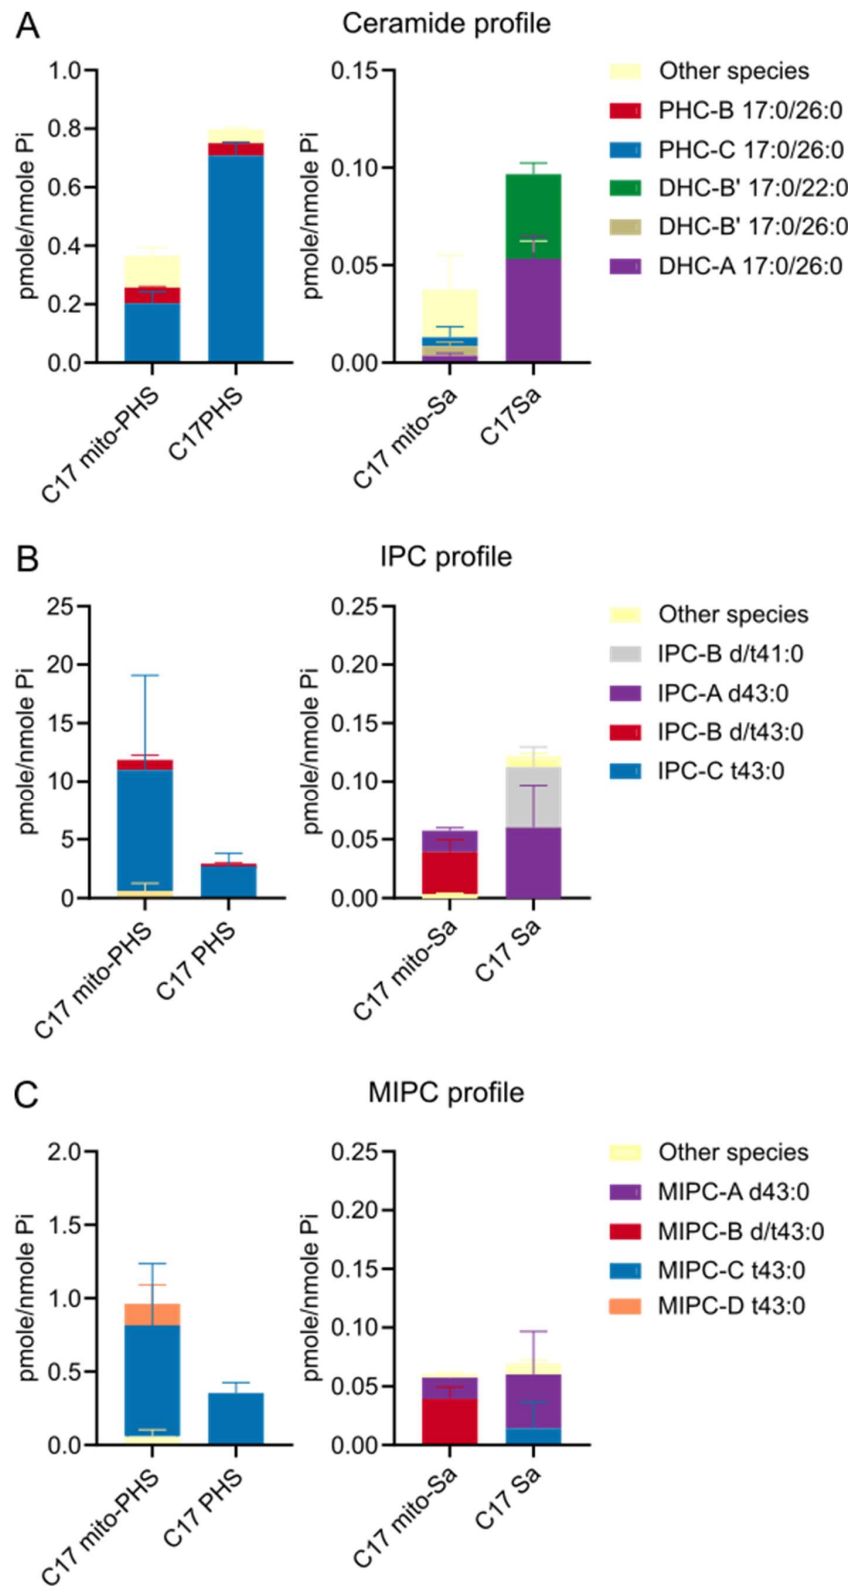 A
Ceramide profile
pmole/nmole Pi
1.0
0.8
0.6
0.4
0.2
0.0
C17 mito-PHS
C17PHS
pmole/nmole Pi
0.15
0.10
0.05
0.00
C17 mito-Sa
C17Sa
Other species
PHC-B 17:0/26:0
PHC-C 17:0/26:0
DHC-B' 17:0/22:0
DHC-B' 17:0/26:0
DHC-A 17:0/26:0
B
IPC profile
pmole/nmole Pi
25
20
15
10
5
0
C17 mito-PHS
C17 PHS
pmole/nmole Pi
0.25
0.20
0.15
0.10
0.05
0.00
C17 mito-Sa
C17 Sa
Other species
IPC-B d/t41:0
IPC-A d43:0
IPC-B d/t43:0
IPC-C t43:0
C
MIPC profile
pmole/nmole Pi
2.0
1.5
1.0
0.5
0.0
C17 mito-PHS
C17 PHS
pmole/nmole Pi
0.25
0.20
0.15
0.10
0.05
0.00
C17 mito-Sa
C17 Sa
Other species
MIPC-A d43:0
MIPC-B d/t43:0
MIPC-C t43:0
MIPC-D t43:0